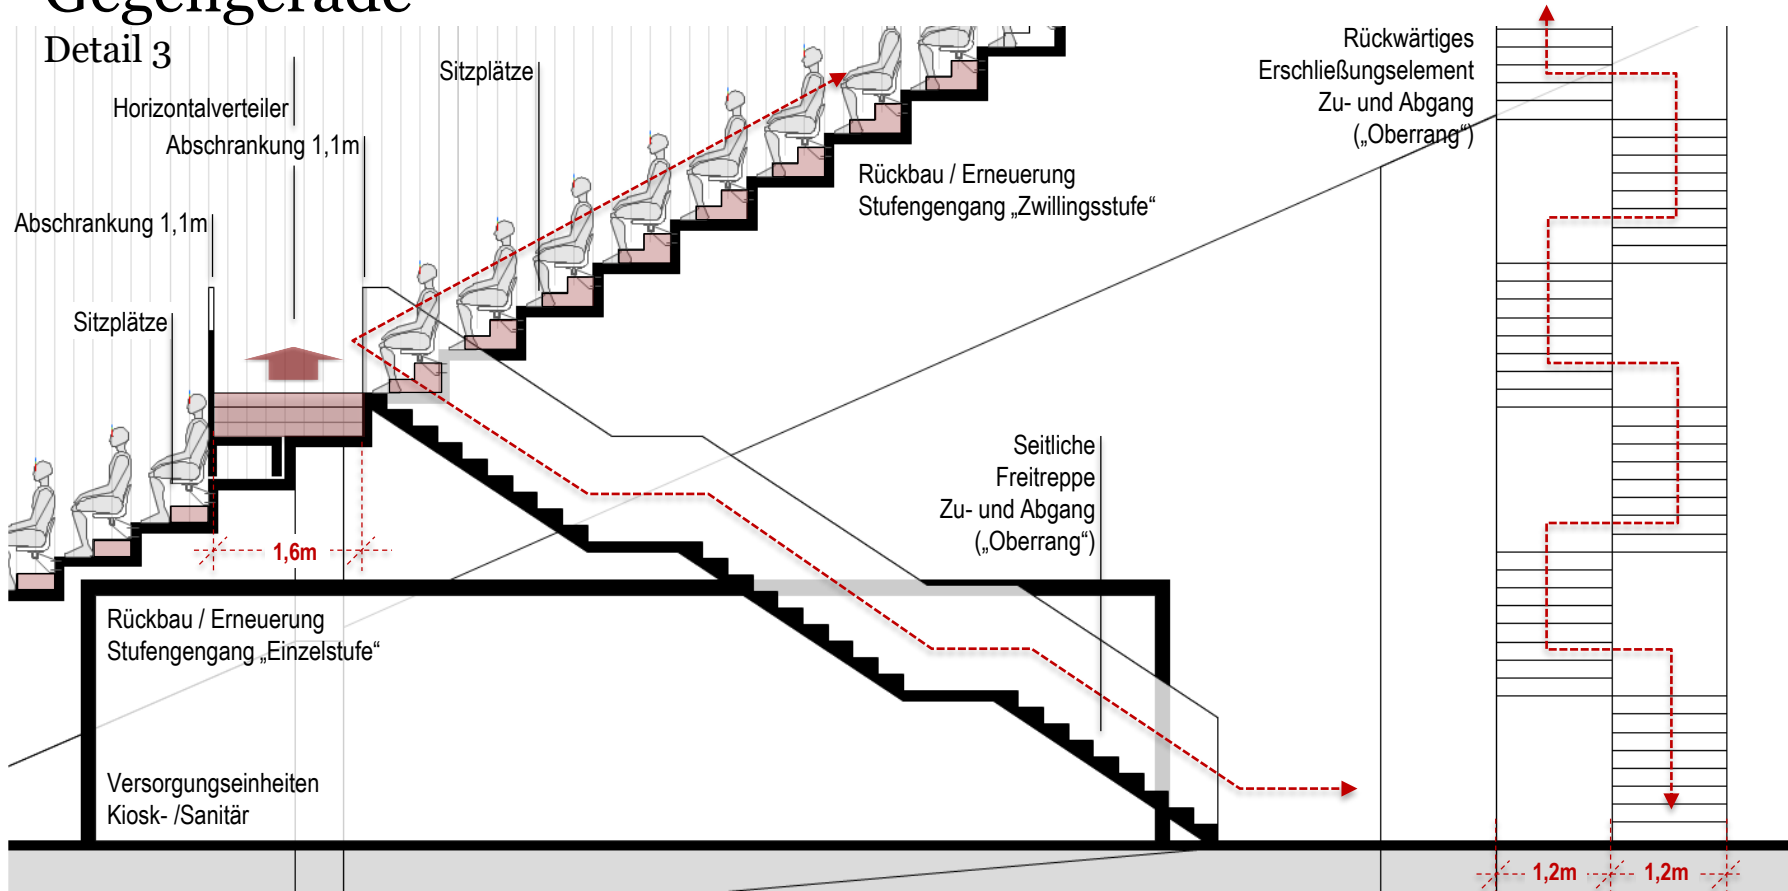 Gegengerade
Detail 3
Horizontalverteiler
Abschrankung 1,1m
Abschrankung 1,1m
Sitzplätze
Sitzplätze
Rückbau / Erneuerung
Stufengengang „Zwillingsstufe“
Rückwärtiges
Erschließungselement
Zu- und Abgang
(„Oberrang“)
Seitliche
Freitreppe
Zu- und Abgang
(„Oberrang“)
1,6m
Rückbau / Erneuerung
Stufengengang „Einzelstufe“
Versorgungseinheiten
Kiosk- /Sanitär
1,2m
1,2m